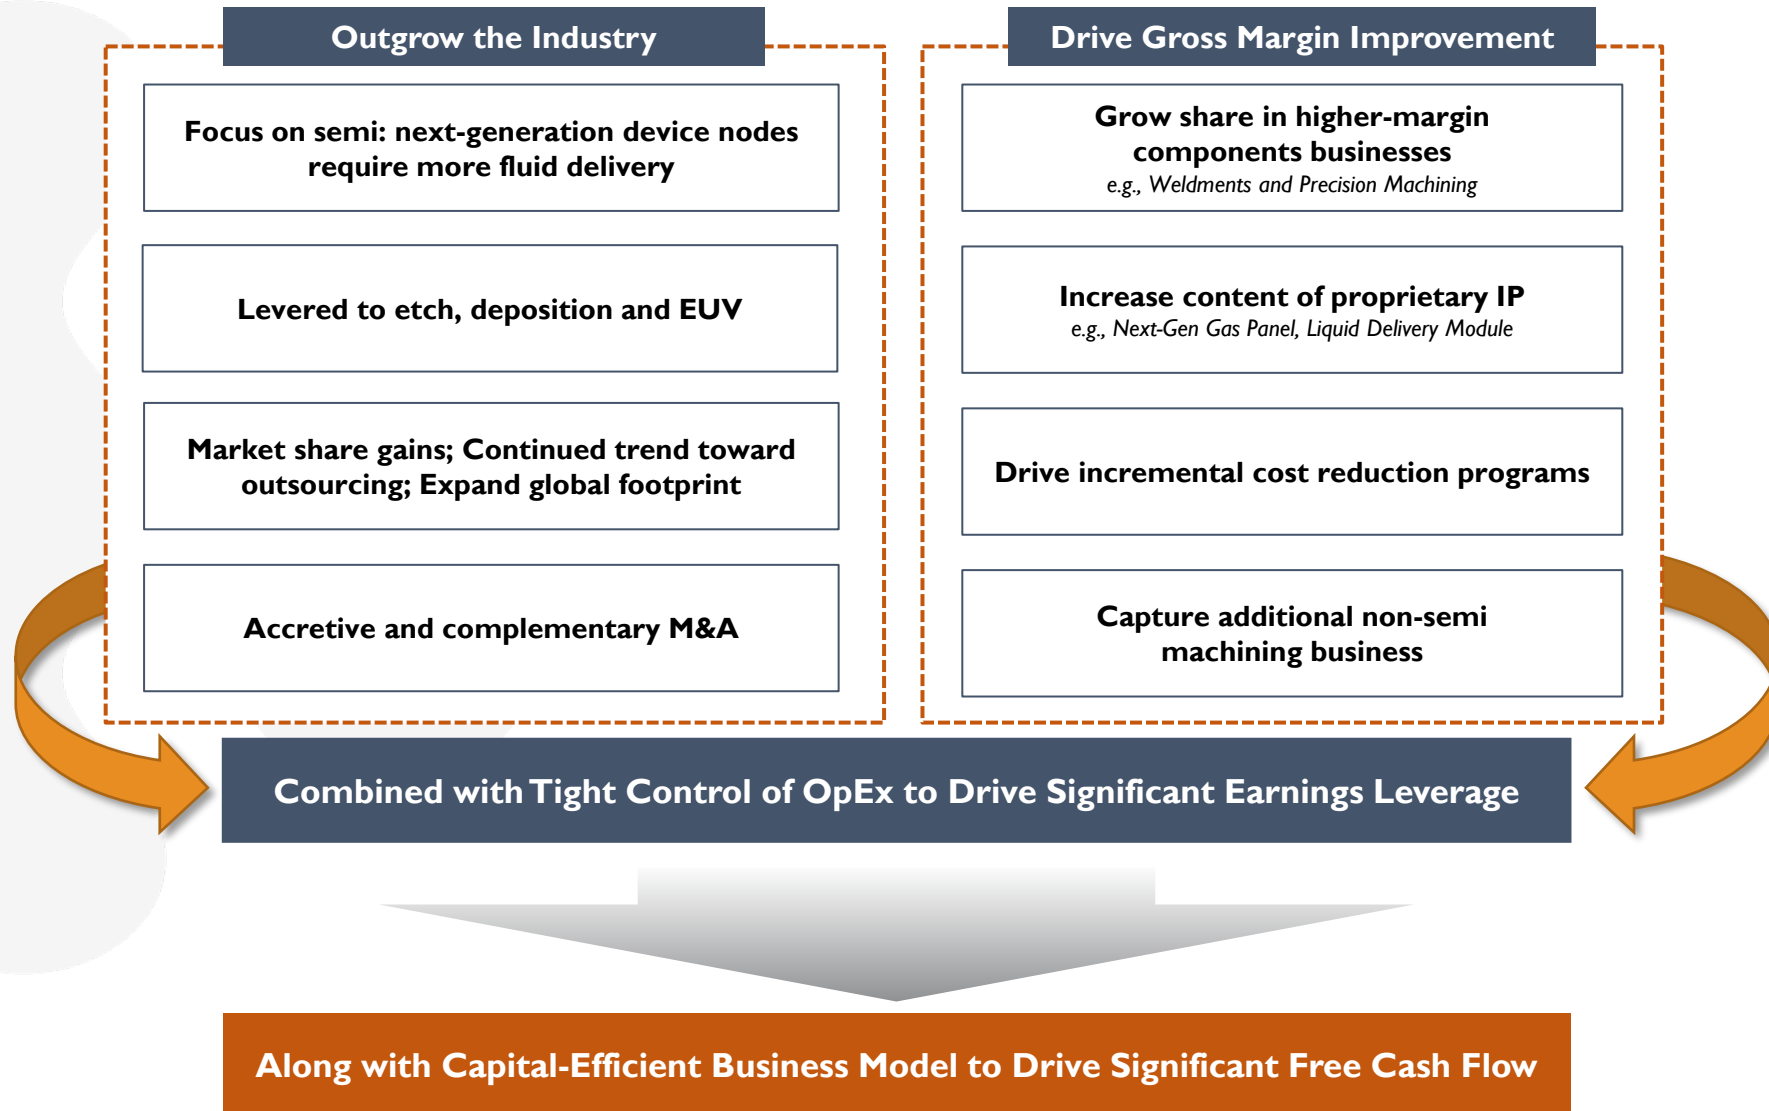 Outgrow the Industry
Focus on semi: next-generation device nodes
require more fluid delivery
Levered to etch, deposition and EUV
Market share gains; Continued trend toward
outsourcing; Expand global footprint
Accretive and complementary M&A
Drive Gross Margin Improvement
Grow share in higher-margin
components businesses
e.g., Weldments and Precision Machining
Increase content of proprietary IP
e.g., Next-Gen Gas Panel, Liquid Delivery Module
Drive incremental cost reduction programs
Capture additional non-semi
machining business
Combined with Tight Control of OpEx to Drive Significant Earnings Leverage
Along with Capital-Efficient Business Model to Drive Significant Free Cash Flow